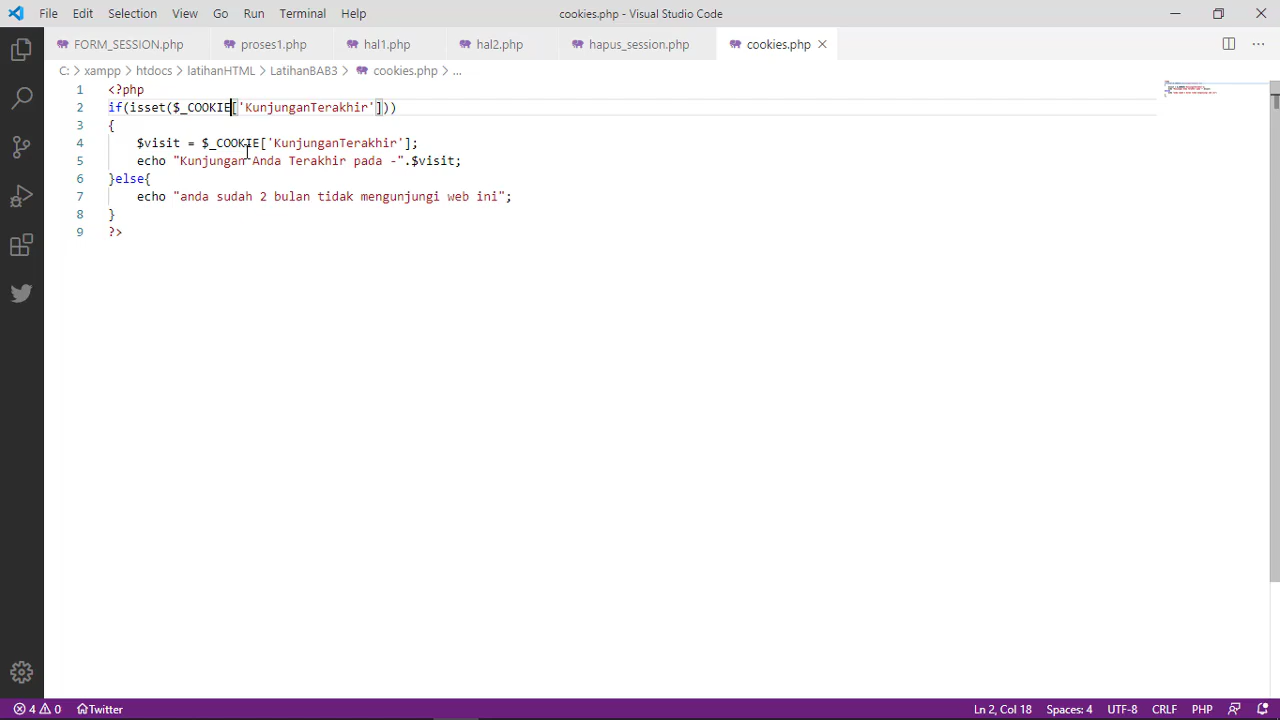 File Edit Selection View Go Run Terminal Help cookies.php - Visual Studio Code
FORM_SESSION.php proses1.php hal1.php hal2.php hapus_session.php cookies.php
C: > xampp > htdocs > latihanHTML > LatihanBAB3 > cookies.php > ...
1 <?php
2 if(isset($_COOKIE['KunjunganTerakhir']))
3 {
4 $visit = $_COOKIE['KunjunganTerakhir'];
5 echo "Kunjungan Anda Terakhir pada -".$visit;
6 }else{
7 echo "anda sudah 2 bulan tidak mengunjungi web ini";
8 }
9 ?>
4 0 Twitter Ln 2, Col 18 Spaces: 4 UTF-8 CRLF PHP